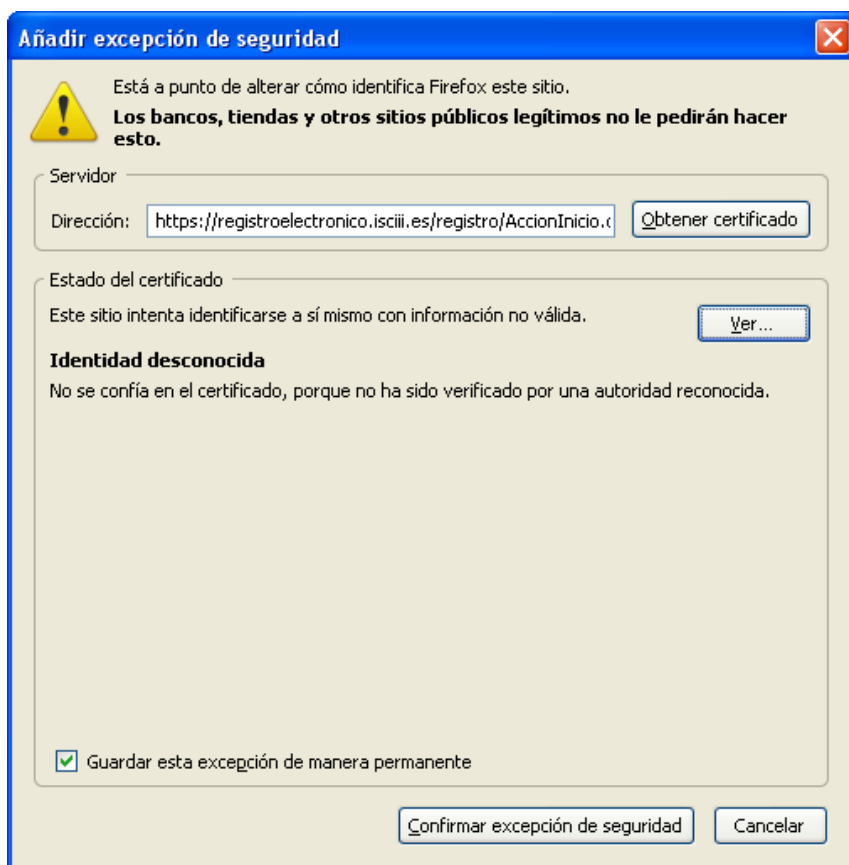 Añadir excepción de seguridad
Está a punto de alterar cómo identifica Firefox este sitio.
Los bancos, tiendas y otros sitios públicos legítimos no le pedirán hacer
esto.
Servidor
Dirección:
https://registroelectronico.isciii.es/registro/AccionInicio.
Obtener certificado
Estado del certificado
Este sitio intenta identificarse a sí mismo con información no válida.
Ver...
Identidad desconocida
No se confía en el certificado, porque no ha sido verificado por una autoridad reconocida.
Guardar esta excepción de manera permanente
Confirmar excepción de seguridad
Cancelar